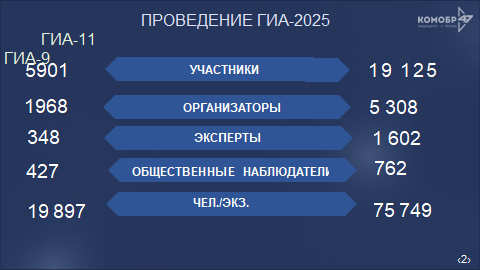 ПРОВЕДЕНИЕ ГИА-2025
КОМОБР47
ГИА-11
ГИА-9
5901 УЧАСТНИКИ 19 125
1968 ОРГАНИЗАТОРЫ 5 308
348 ЭКСПЕРТЫ 1 602
427 ОБЩЕСТВЕННЫЕ НАБЛЮДАТЕЛИ 762
19 897 ЧЕЛ./ЭКЗ. 75 749
‹2›